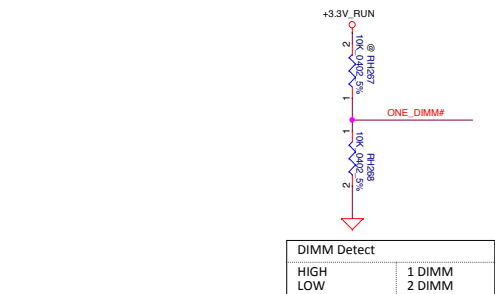 +3.3V_RUN
2
@ RH267
10K_0402_5%
1
ONE_DIMM#
1
RH268
10K_0402_5%
2
DIMM Detect
HIGH 1 DIMM
LOW 2 DIMM